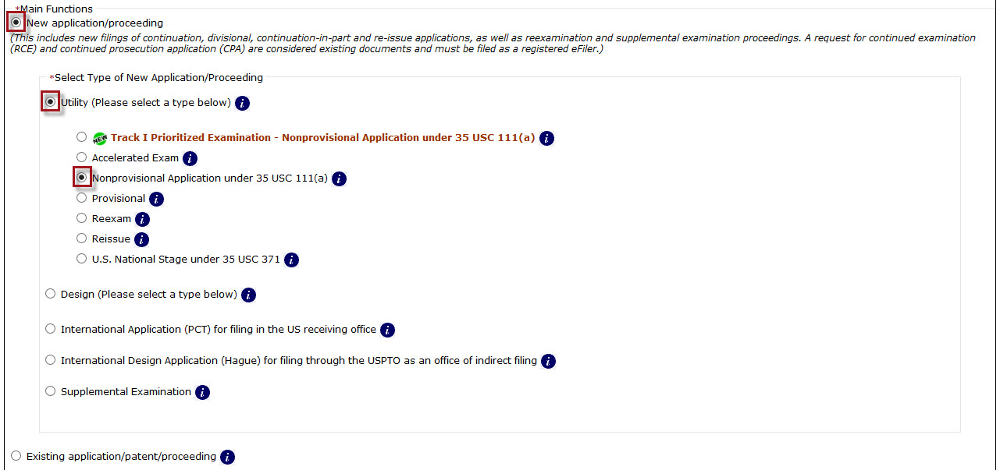 *Main Functions
New application/proceeding
(This includes new filings of continuation, divisional, continuation-in-part and re-issue applications, as well as reexamination and supplemental examination proceedings. A request for continued examination
(RCE) and continued prosecution application (CPA) are considered existing documents and must be filed as a registered eFiler.)
*Select Type of New Application/Proceeding
Utility (Please select a type below) i
NEW Track I Prioritized Examination - Nonprovisional Application under 35 USC 111(a) i
Accelerated Exam i
Nonprovisional Application under 35 USC 111(a) i
Provisional i
Reexam i
Reissue i
U.S. National Stage under 35 USC 371 i
Design (Please select a type below) i
International Application (PCT) for filing in the US receiving office i
International Design Application (Hague) for filing through the USPTO as an office of indirect filing i
Supplemental Examination i
Existing application/patent/proceeding i